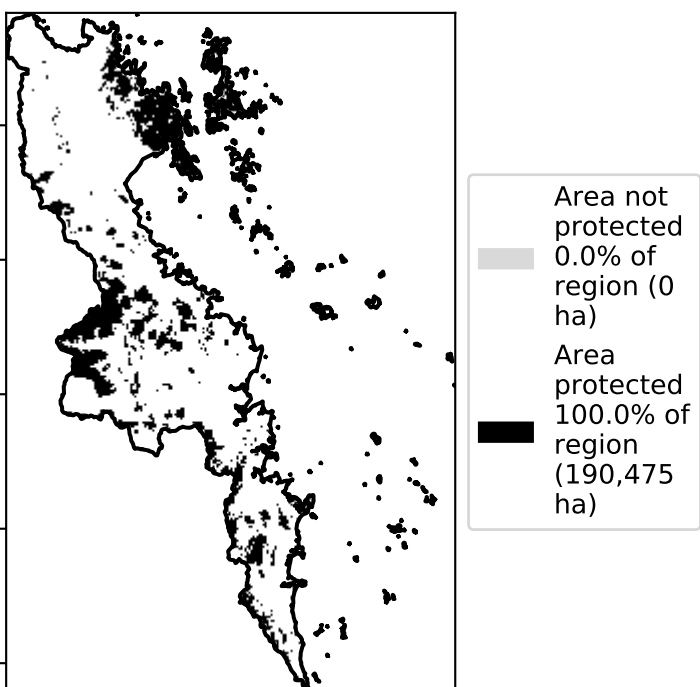 Area not
protected
0.0% of
region (0
ha)
Area
protected
100.0% of
region
(190,475
ha)